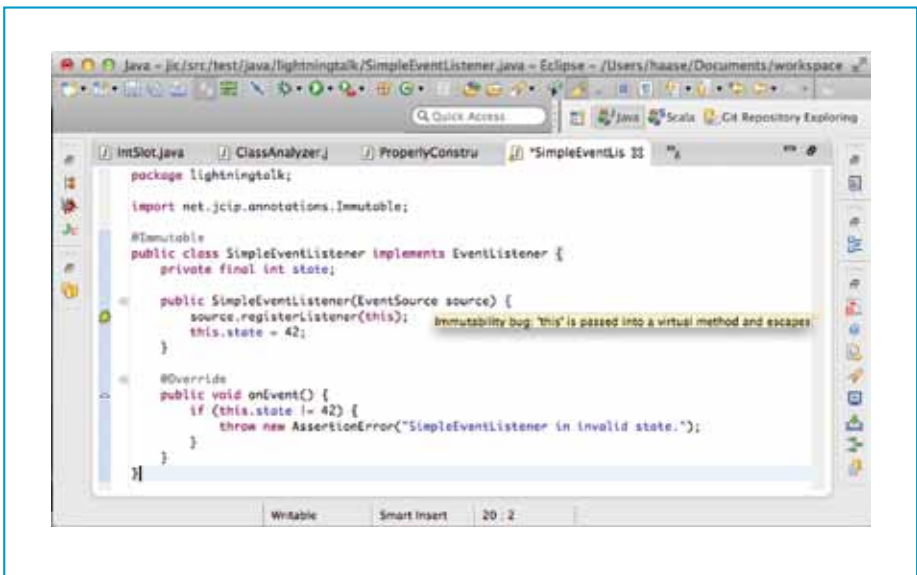 Java - jic/src/test/java/lightningtalk/SimpleEventListener.java - Eclipse - /Users/haase/Documents/workspace
Quick Access
Java
Scala
Git Repository Exploring
IntSlot.java
ClassAnalyzer.j
ProperlyConstru
*SimpleEventLis
package lightningtalk;
import net.jcip.annotations.Immutable;
@Immutable
public class SimpleEventListener implements EventListener {
private final int state;
public SimpleEventListener(EventSource source) {
source.registerListener(this);
Immutability bug: 'this' is passed into a virtual method and escapes.
this.state = 42;
}
@Override
public void onEvent() {
if (this.state != 42) {
throw new AssertionError("SimpleEventListener in invalid state.");
}
}
}
Writable
Smart Insert
20 : 2